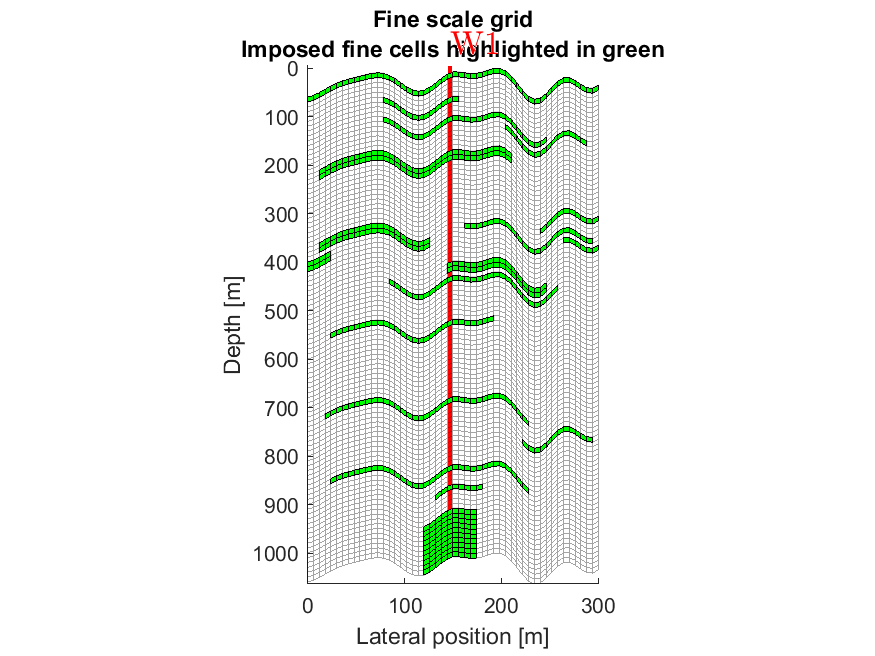 Fine scale grid
W1
Imposed fine cells highlighted in green
0
100
200
300
400
500
600
700
800
900
1000
Depth [m]
0 100 200 300
Lateral position [m]